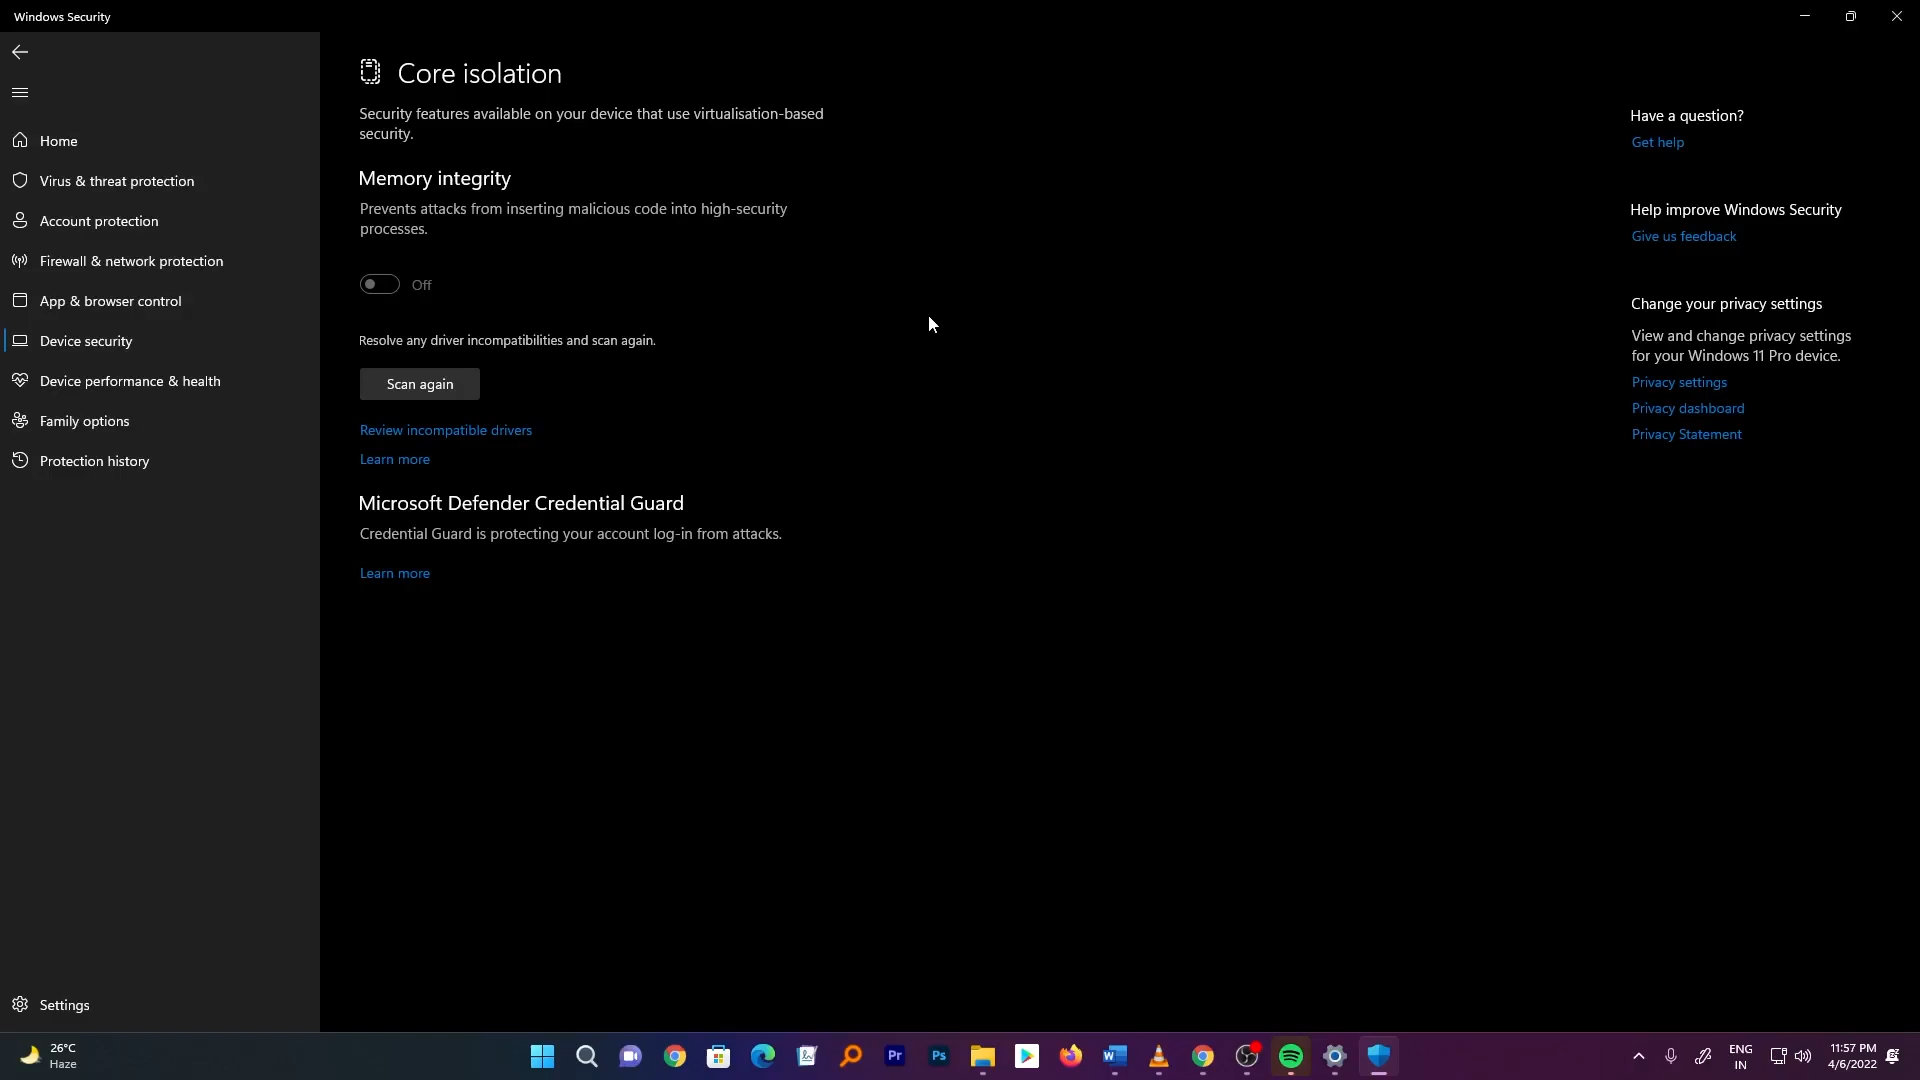 Windows Security
Home
Virus & threat protection
Account protection
Firewall & network protection
App & browser control
Device security
Device performance & health
Family options
Protection history
Settings
Core isolation
Security features available on your device that use virtualisation-based
security.
Memory integrity
Prevents attacks from inserting malicious code into high-security
processes.
Off
Resolve any driver incompatibilities and scan again.
Scan again
Review incompatible drivers
Learn more
Microsoft Defender Credential Guard
Credential Guard is protecting your account log-in from attacks.
Learn more
Have a question?
Get help
Help improve Windows Security
Give us feedback
Change your privacy settings
View and change privacy settings
for your Windows 11 Pro device.
Privacy settings
Privacy dashboard
Privacy Statement
26°C
Haze
Pr
Ps
W
ENG
IN
11:57 PM
4/6/2022